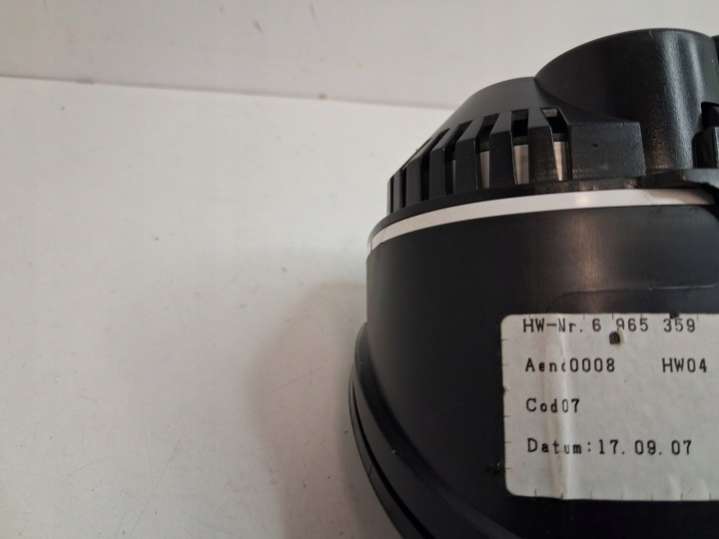 HW-Nr. 6 965 359
Aend0008 HW04
Cod07
Datum:17.09.07